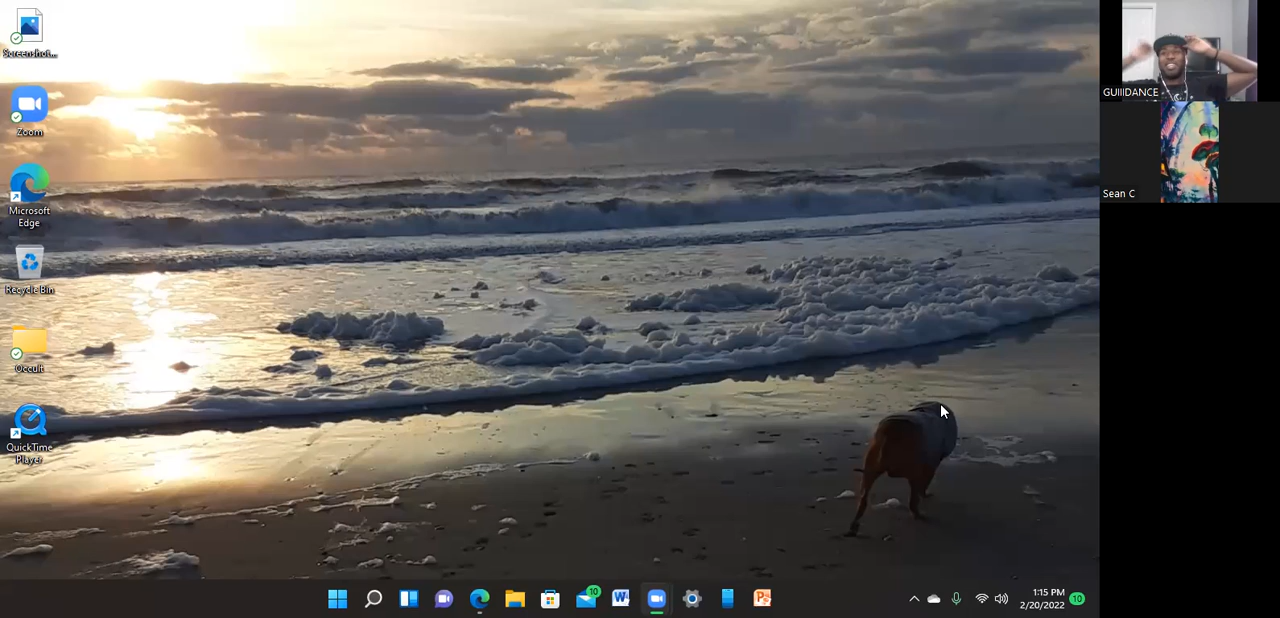 Screenshot...
Zoom
Microsoft
Edge
Recycle Bin
Occult
QuickTime
Player
GUIIIDANCE
Sean C
10
W
P
1:15 PM
2/20/2022
10